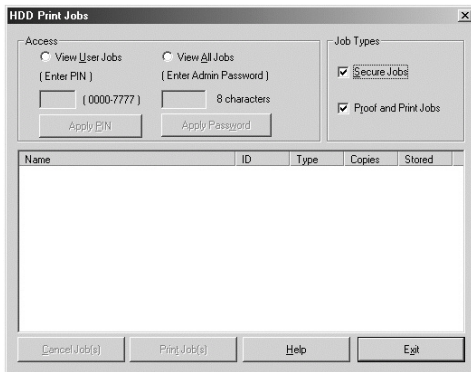 HDD Print Jobs
Access
View User Jobs
View All Jobs
( Enter PIN )
( Enter Admin Password )
( 0000-7777 )
8 characters
Apply PIN
Apply Password
Job Types
Secure Jobs
Proof and Print Jobs
Name ID Type Copies Stored
Cancel Job(s) Print Job(s) Help Exit